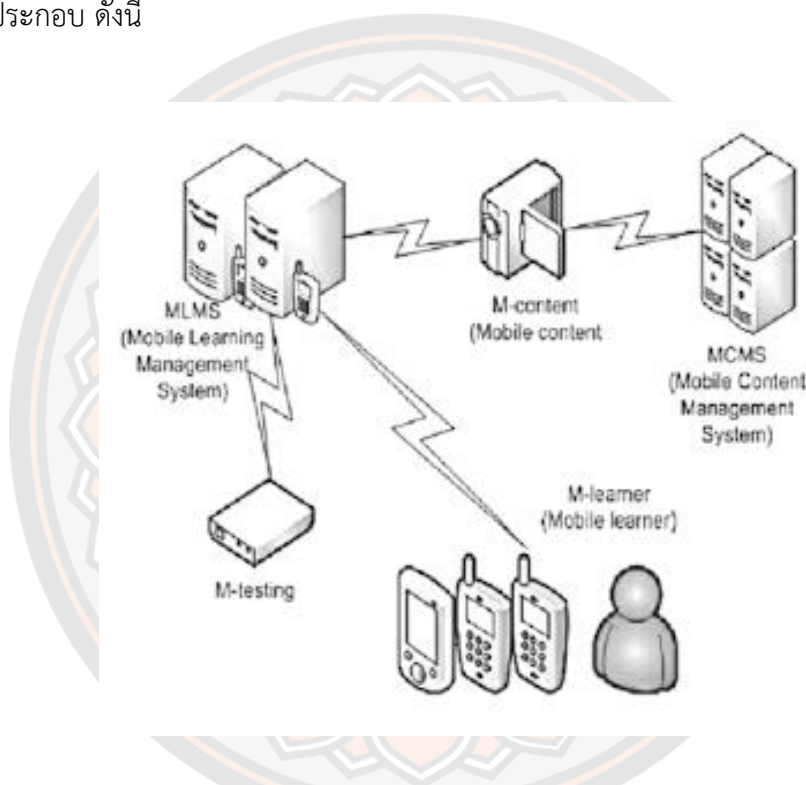 ประกอบ ดังนี้
MLMS
(Mobile Learning
Management
System)
M-content
(Mobile content
MCMS
(Mobile Content
Management
System)
M-learner
(Mobile learner)
M-testing